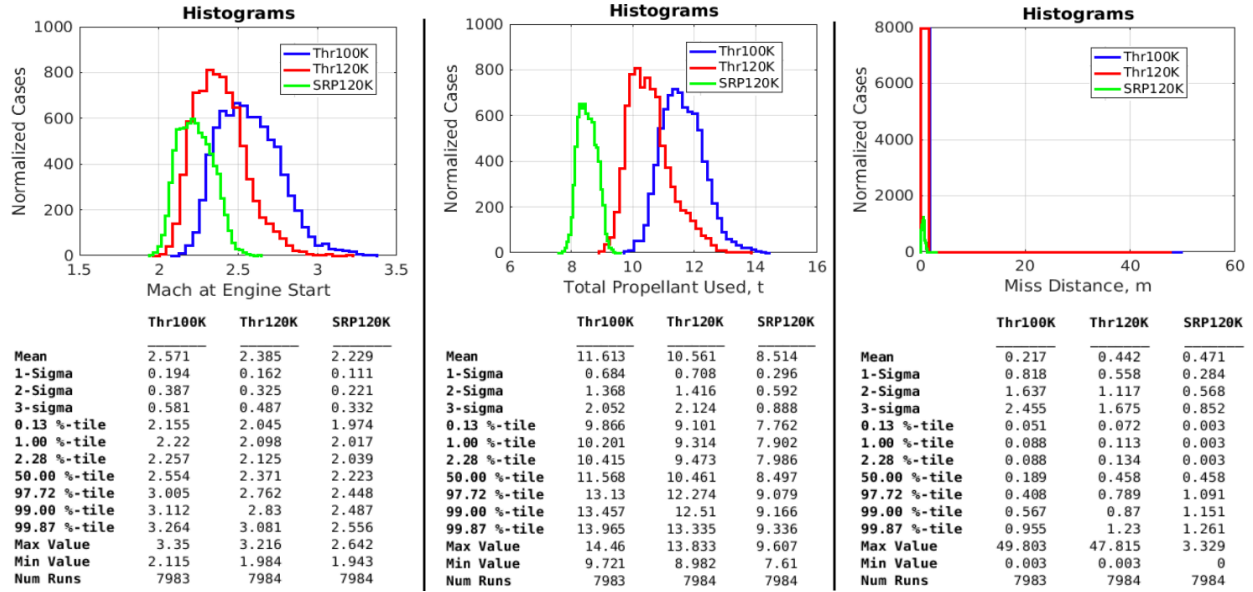 Histograms
1000
800
600
400
200
0
Normalized Cases
Thr100K
Thr120K
SRP120K
1.5 2 2.5 3 3.5
Mach at Engine Start
Thr100K Thr120K SRP120K
Mean 2.571 2.385 2.229
1-Sigma 0.194 0.162 0.111
2-Sigma 0.387 0.325 0.221
3-sigma 0.581 0.487 0.332
0.13 %-tile 2.155 2.045 1.974
1.00 %-tile 2.22 2.098 2.017
2.28 %-tile 2.257 2.125 2.039
50.00 %-tile 2.554 2.371 2.223
97.72 %-tile 3.005 2.762 2.448
99.00 %-tile 3.112 2.83 2.487
99.87 %-tile 3.264 3.081 2.556
Max Value 3.35 3.216 2.642
Min Value 2.115 1.984 1.943
Num Runs 7983 7984 7984
Histograms
1000
800
600
400
200
0
Normalized Cases
Thr100K
Thr120K
SRP120K
6 8 10 12 14 16
Total Propellant Used, t
Thr100K Thr120K SRP120K
Mean 11.613 10.561 8.514
1-Sigma 0.684 0.708 0.296
2-Sigma 1.368 1.416 0.592
3-sigma 2.052 2.124 0.888
0.13 %-tile 9.866 9.101 7.762
1.00 %-tile 10.201 9.314 7.902
2.28 %-tile 10.415 9.473 7.986
50.00 %-tile 11.568 10.461 8.497
97.72 %-tile 13.13 12.274 9.079
99.00 %-tile 13.457 12.51 9.166
99.87 %-tile 13.965 13.335 9.336
Max Value 14.46 13.833 9.607
Min Value 9.721 8.982 7.61
Num Runs 7983 7984 7984
Histograms
8000
6000
4000
2000
0
Normalized Cases
Thr100K
Thr120K
SRP120K
0 20 40 60
Miss Distance, m
Thr100K Thr120K SRP120K
Mean 0.217 0.442 0.471
1-Sigma 0.818 0.558 0.284
2-Sigma 1.637 1.117 0.568
3-sigma 2.455 1.675 0.852
0.13 %-tile 0.051 0.072 0.003
1.00 %-tile 0.088 0.113 0.003
2.28 %-tile 0.088 0.134 0.003
50.00 %-tile 0.189 0.458 0.458
97.72 %-tile 0.408 0.789 1.091
99.00 %-tile 0.567 0.87 1.151
99.87 %-tile 0.955 1.23 1.261
Max Value 49.803 47.815 3.329
Min Value 0.003 0.003 0
Num Runs 7983 7984 7984